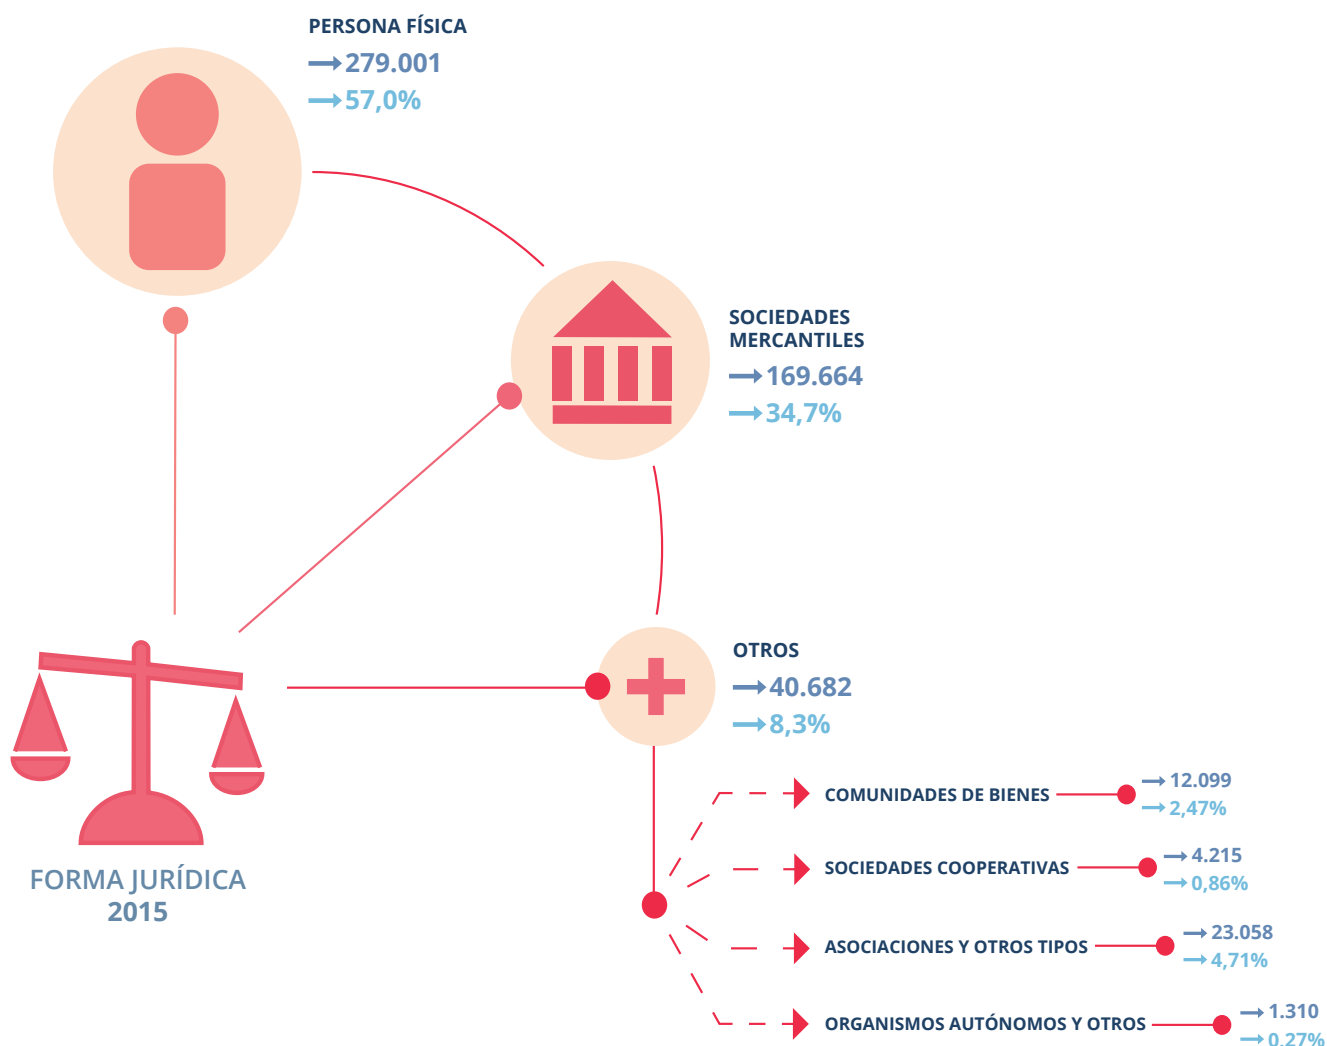 PERSONA FÍSICA
279.001
57,0%
SOCIEDADES
MERCANTILES
169.664
34,7%
OTROS
40.682
8,3%
COMUNIDADES DE BIENES
12.099
2,47%
SOCIEDADES COOPERATIVAS
4.215
0,86%
ASOCIACIONES Y OTROS TIPOS
23.058
4,71%
ORGANISMOS AUTÓNOMOS Y OTROS
1.310
0,27%
FORMA JURÍDICA
2015